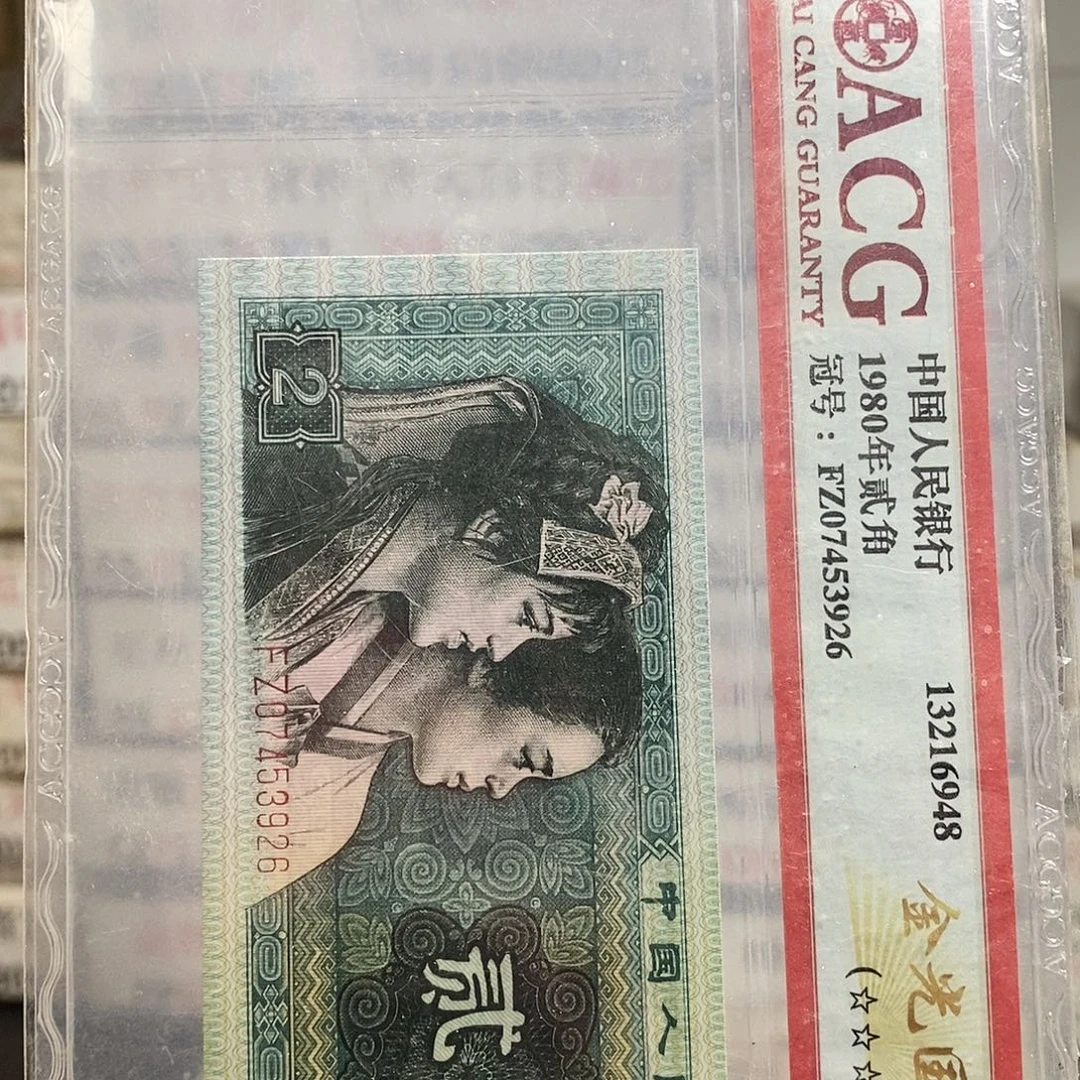 ACG
AI CANG GUARANTY
中国人民银行
13216948
1980年贰角
冠号：FZ07453926
金光
(☆☆☆
2
FZ07453926
中国人
贰